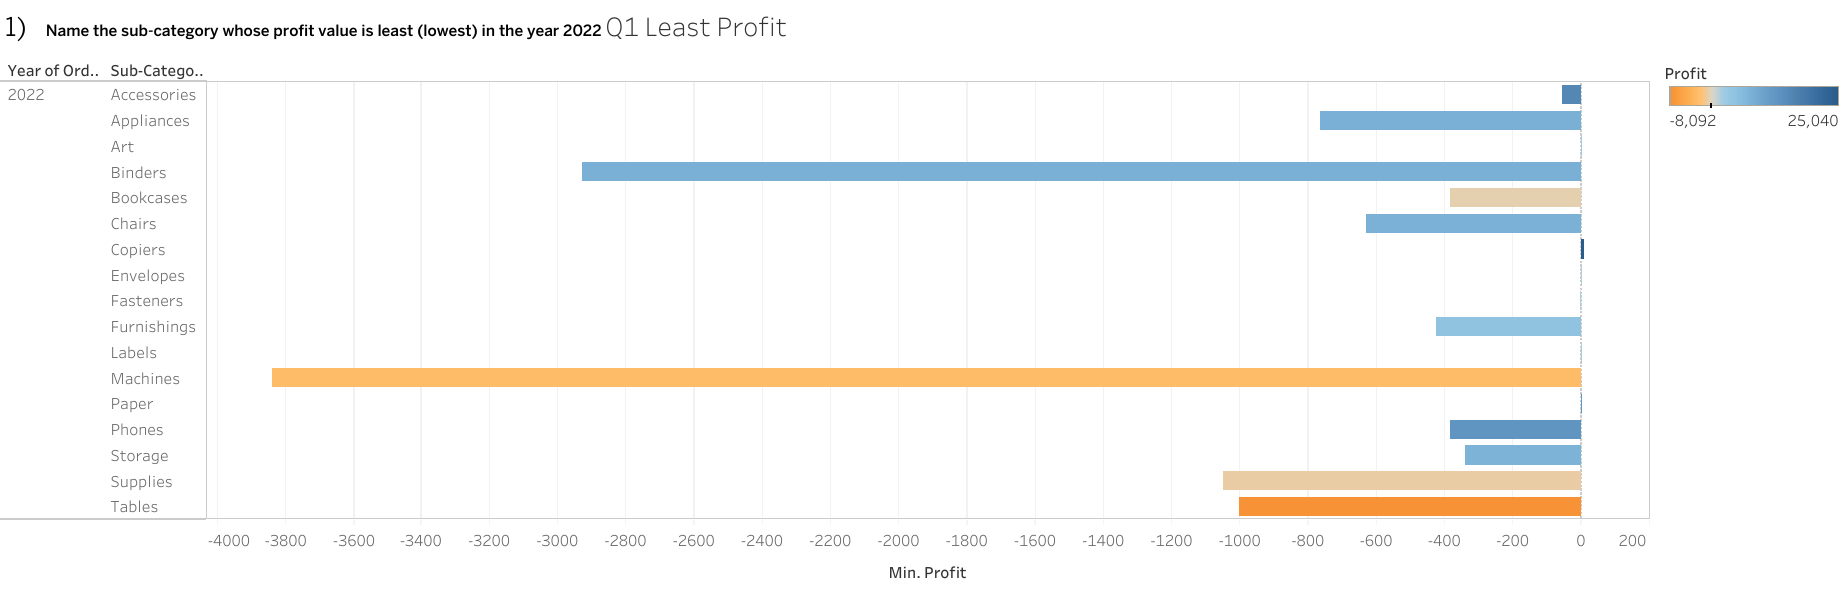 1) Name the sub-category whose profit value is least (lowest) in the year 2022 Q1 Least Profit
Year of Ord.. Sub-Catego..
Profit
2022 Accessories
-8,092 25,040
Appliances
Art
Binders
Bookcases
Chairs
Copiers
Envelopes
Fasteners
Furnishings
Labels
Machines
Paper
Phones
Storage
Supplies
Tables
-4000 -3800 -3600 -3400 -3200 -3000 -2800 -2600 -2400 -2200 -2000 -1800 -1600 -1400 -1200 -1000 -800 -600 -400 -200 0 200
Min. Profit